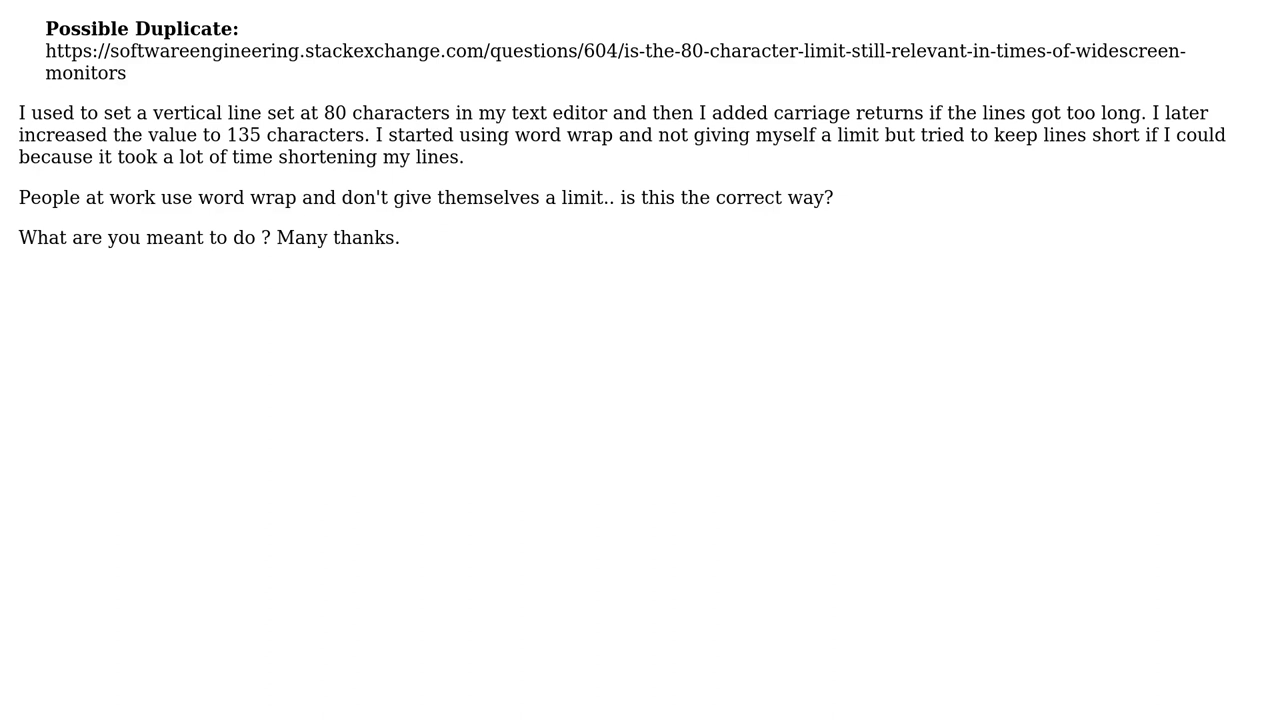 Possible Duplicate:
https://softwareengineering.stackexchange.com/questions/604/is-the-80-character-limit-still-relevant-in-times-of-widescreen-
monitors
I used to set a vertical line set at 80 characters in my text editor and then I added carriage returns if the lines got too long. I later
increased the value to 135 characters. I started using word wrap and not giving myself a limit but tried to keep lines short if I could
because it took a lot of time shortening my lines.
People at work use word wrap and don't give themselves a limit.. is this the correct way?
What are you meant to do ? Many thanks.